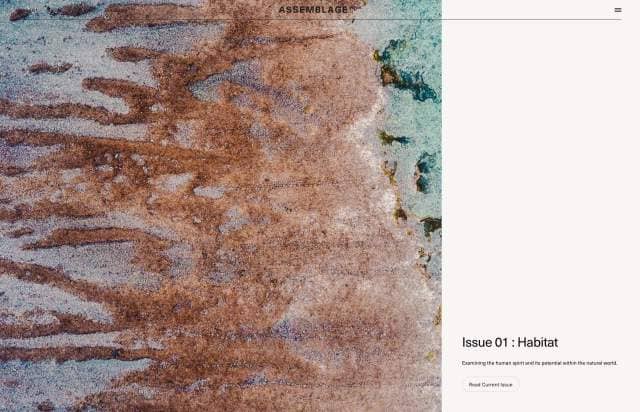 ASSEMBLAGE
Issue 01 : Habitat
Examining the human spirit and its potential within the natural world.
Read Current Issue